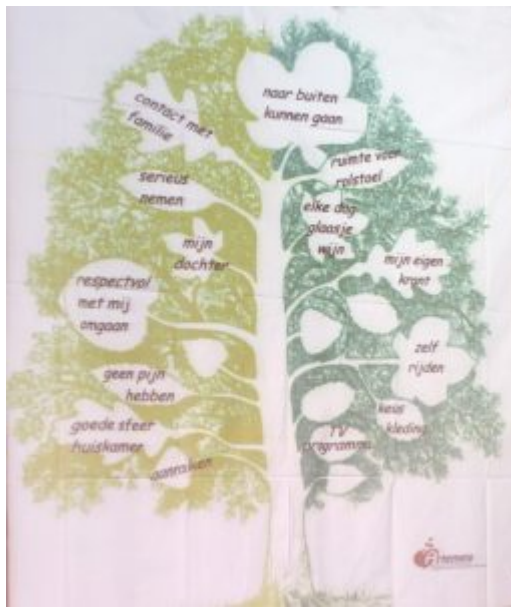 naar buiten
kunnen gaan
contact met
familie
ruimte voor
rolstoel
serieus
nemen
elke dag
glaasje
wijn
mijn
dochter
mijn eigen
krant
respectvol
met mij
omgaan
zelf
rijden
geen pijn
hebben
keus
kleding
goede sfeer
huiskamer
TV
programma
aanraken